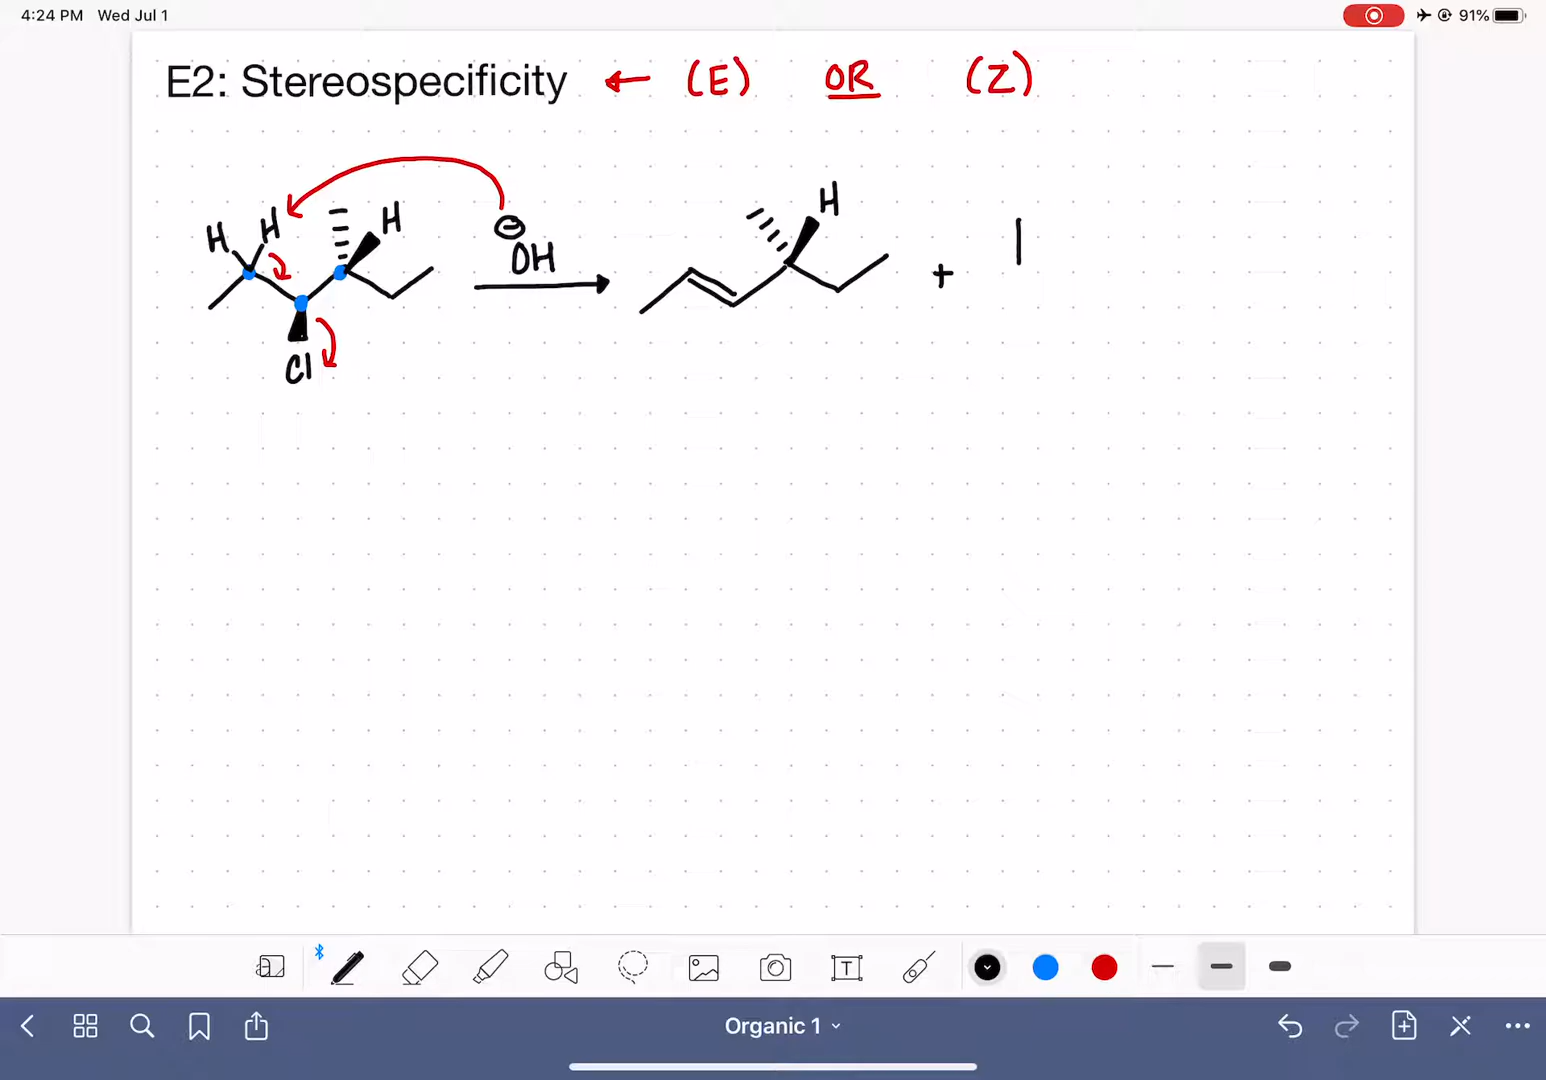 4:24 PM Wed Jul 1
91%
E2: Stereospecificity ← (E) OR (Z)
H H H
⊖
OH
Cl
H
+
T
Organic 1